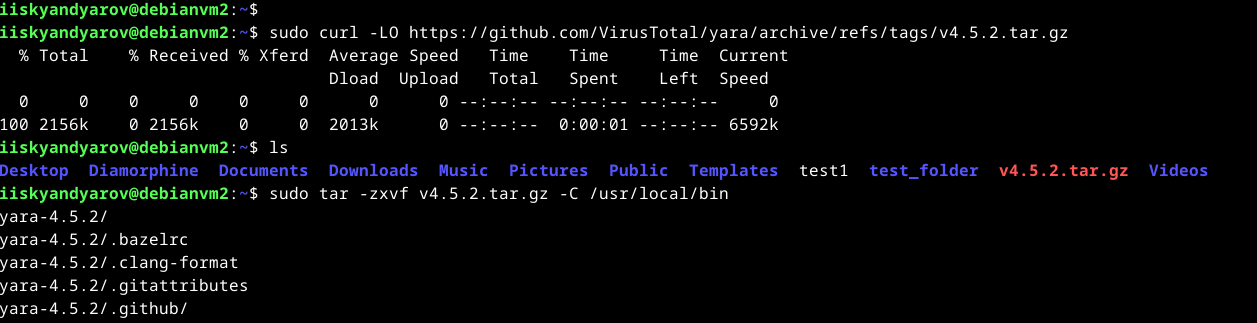 iiskyandyarov@debianvm2:~$
iiskyandyarov@debianvm2:~$ sudo curl -LO https://github.com/VirusTotal/yara/archive/refs/tags/v4.5.2.tar.gz
  % Total    % Received % Xferd  Average Speed   Time    Time     Time  Current
                                 Dload  Upload   Total   Spent    Left  Speed
  0     0    0     0    0     0      0      0 --:--:-- --:--:-- --:--:--     0
100 2156k    0 2156k    0     0  2013k      0 --:--:--  0:00:01 --:--:-- 6592k
iiskyandyarov@debianvm2:~$ ls
Desktop  Diamorphine  Documents  Downloads  Music  Pictures  Public  Templates  test1  test_folder  v4.5.2.tar.gz  Videos
iiskyandyarov@debianvm2:~$ sudo tar -zxvf v4.5.2.tar.gz -C /usr/local/bin
yara-4.5.2/
yara-4.5.2/.bazelrc
yara-4.5.2/.clang-format
yara-4.5.2/.gitattributes
yara-4.5.2/.github/